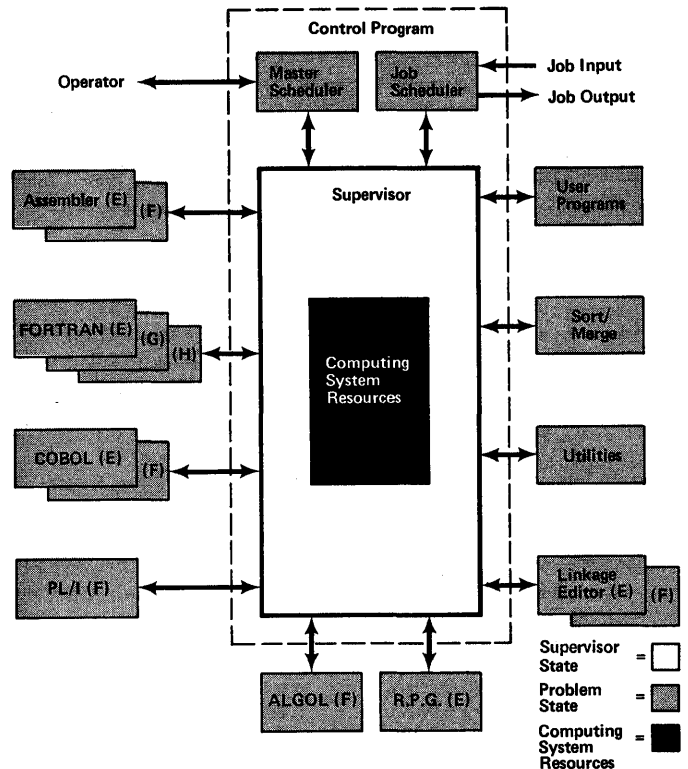 Control Program
Operator
Master
Scheduler
Job
Scheduler
Job Input
Job Output
Supervisor
Assembler (E)
(F)
User
Programs
FORTRAN (E)
(G)
(H)
Sort/
Merge
Computing
System
Resources
COBOL (E)
(F)
Utilities
PL/I (F)
Linkage
Editor (E)
(F)
ALGOL (F)
R.P.G. (E)
Supervisor
State
=
Problem
State
=
Computing
System
Resources
=